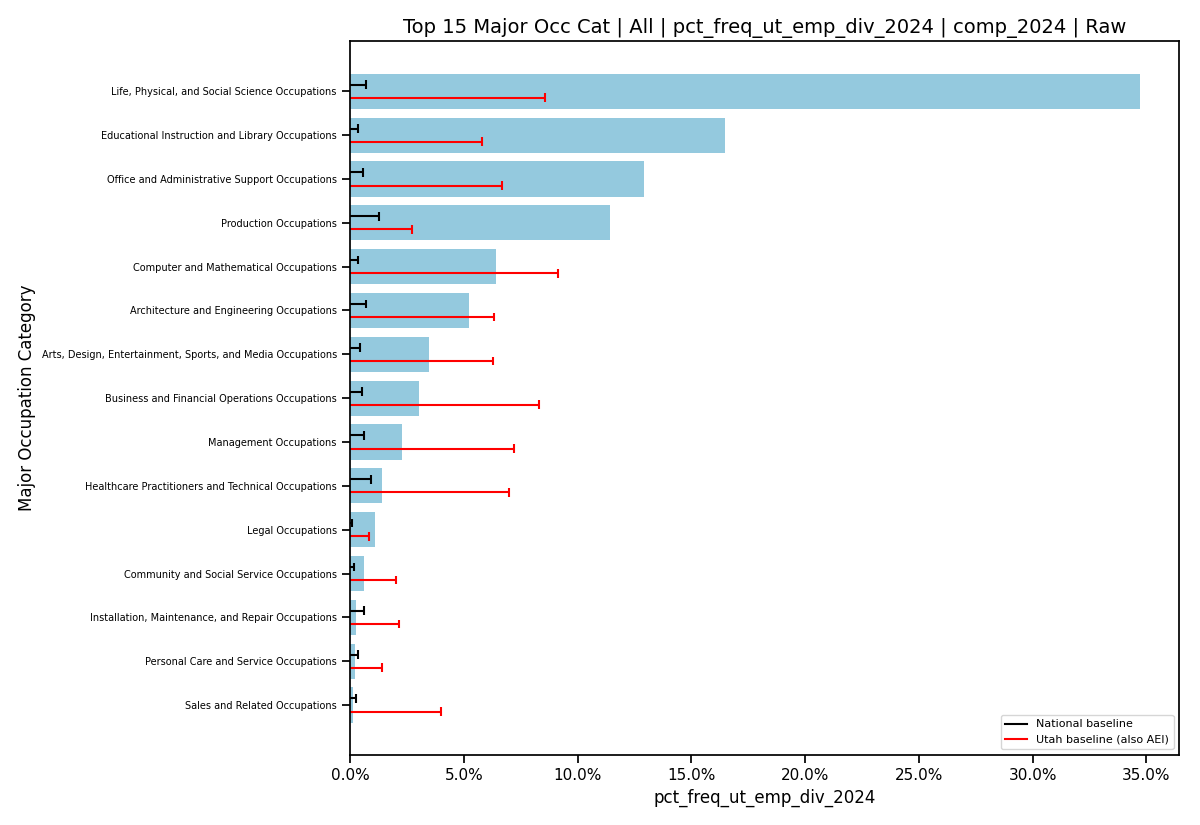 Top 15 Major Occ Cat | All | pct_freq_ut_emp_div_2024 | comp_2024 | Raw
Major Occupation Category
Life, Physical, and Social Science Occupations
Educational Instruction and Library Occupations
Office and Administrative Support Occupations
Production Occupations
Computer and Mathematical Occupations
Architecture and Engineering Occupations
Arts, Design, Entertainment, Sports, and Media Occupations
Business and Financial Operations Occupations
Management Occupations
Healthcare Practitioners and Technical Occupations
Legal Occupations
Community and Social Service Occupations
Installation, Maintenance, and Repair Occupations
Personal Care and Service Occupations
Sales and Related Occupations
National baseline
Utah baseline (also AEI)
0.0% 5.0% 10.0% 15.0% 20.0% 25.0% 30.0% 35.0%
pct_freq_ut_emp_div_2024